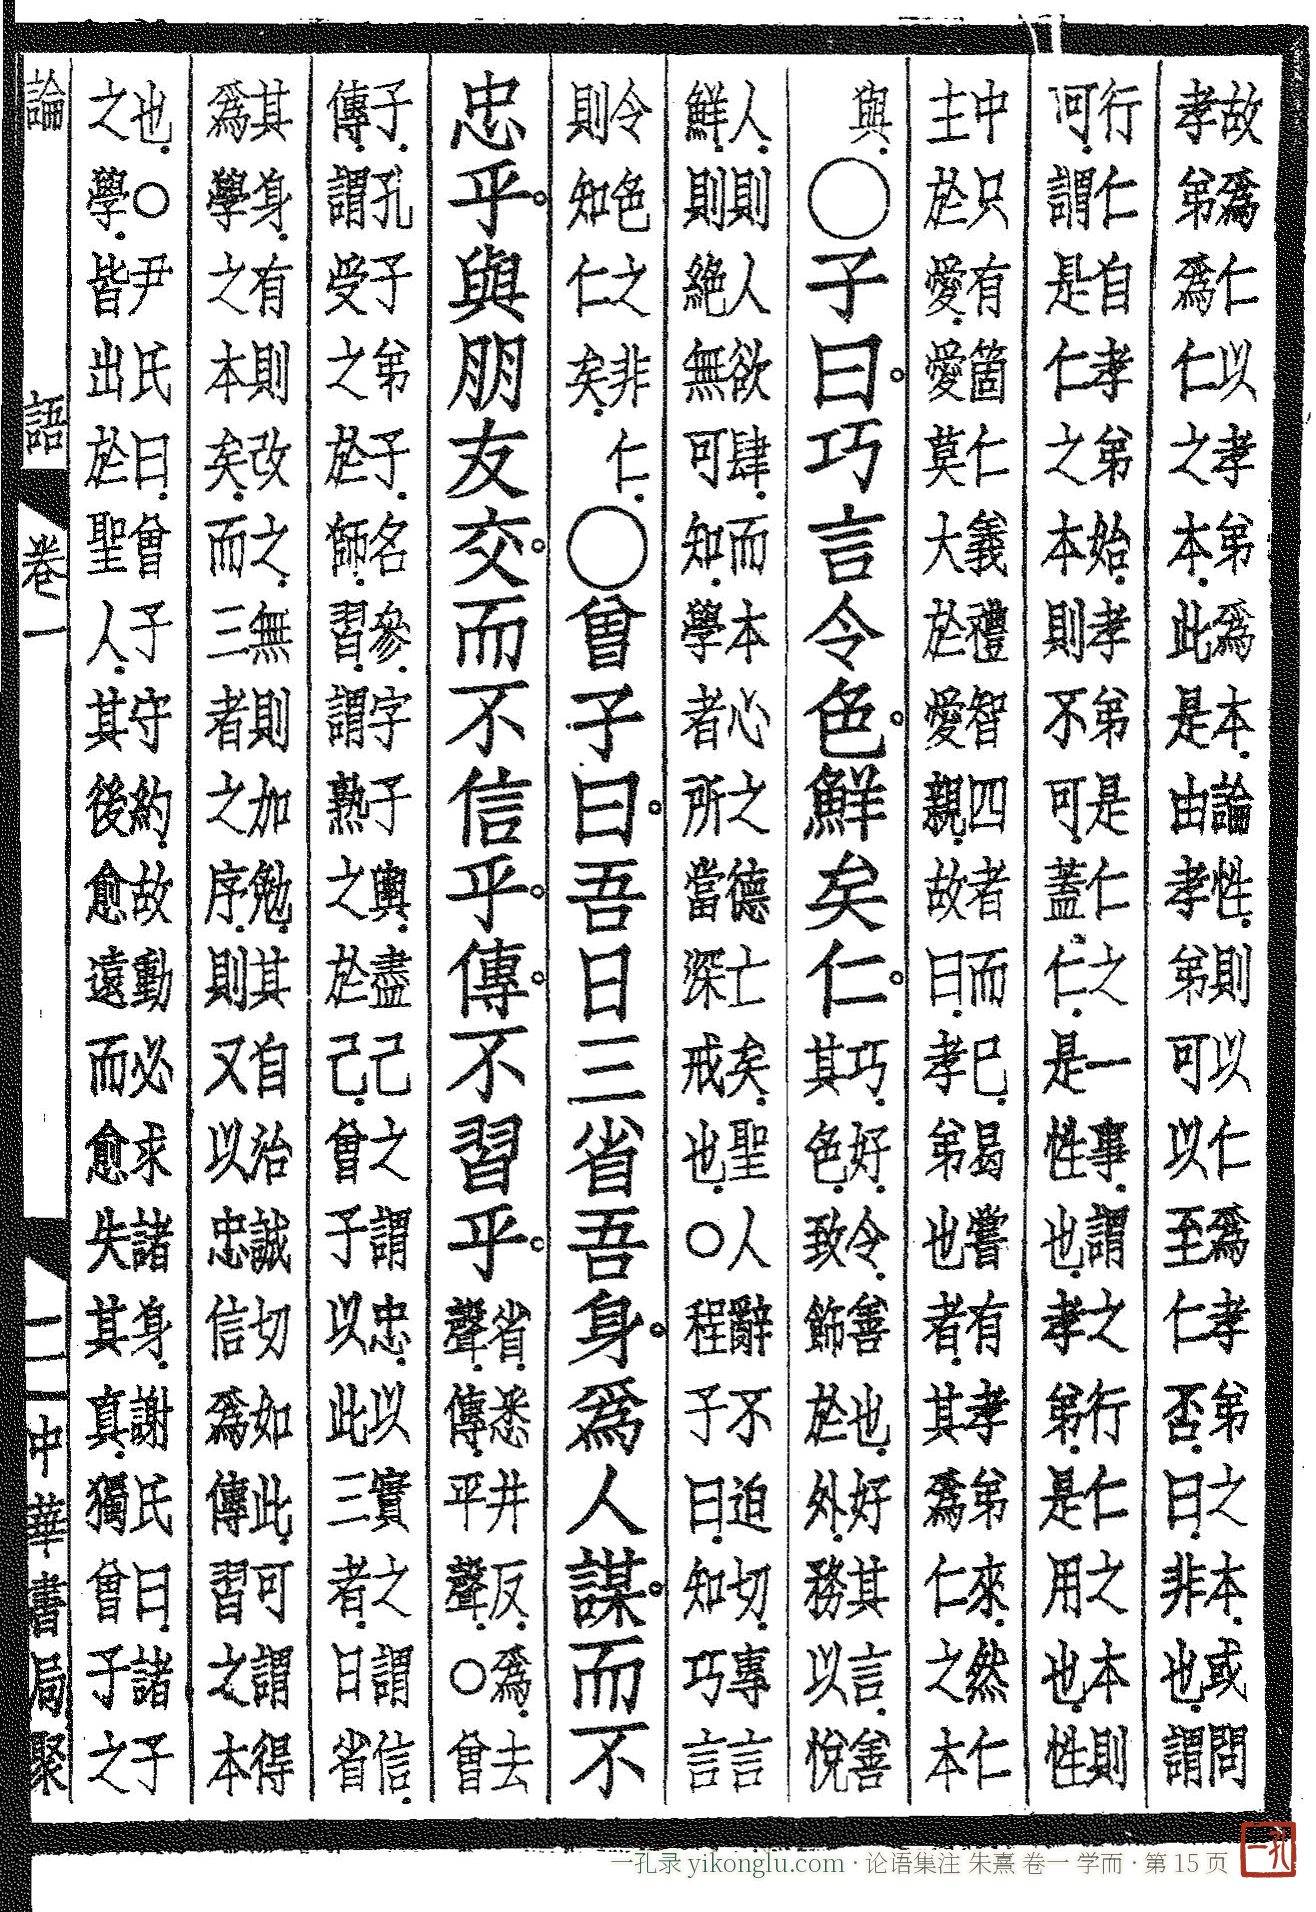 故爲仁以孝弟爲本。論性。則以仁爲孝弟之本。或問
孝弟爲仁之本。此是由孝弟可以至仁否。曰。非也。謂
行仁自孝弟始。孝弟是仁之一事。謂之行仁之本則
可。謂是仁之本則不可。蓋仁。是性也。孝弟。是用也。性
中只有箇仁義禮智四者而已曷嘗有孝弟來。然仁
主於愛。愛莫大於愛親。故曰。孝弟也者。其爲仁之本
與。○子曰。巧言令色。鮮矣仁。
巧。好。令。善也。好其言。善
其色。致飾於外。務以悅
人。則人欲肆。而本心之德亡矣。聖人辭不迫切。專言
鮮。則絕無可知。學者所當深戒也。○程子曰。知巧言
令色之非仁。
則知仁矣。
○曾子曰。吾日三省吾身。爲人謀。而不
忠乎。與朋友交。而不信乎。傳。不習乎。
省。悉井反。爲。去
聲。傳。平聲。○曾
子。孔子弟子。名參。字子輿。盡己之謂忠。以實之謂信。
傳。謂受之於師。習。謂熟之於己。曾子以此三者。日省
其身。有則改之。無則加勉。其自治誠切如此。可謂得
爲學之本矣。而三者之序。則又以忠信爲傳習之本
也。○尹氏曰。曾子守約。故動必求諸身。謝氏曰。諸子
之學。皆出於聖人。其後愈遠而愈失其真。獨曾子之
論語 卷一 二 中華書局聚
一孔录 yikonglu.com · 论语集注 朱熹 卷一 学而 · 第 15 页
一孔